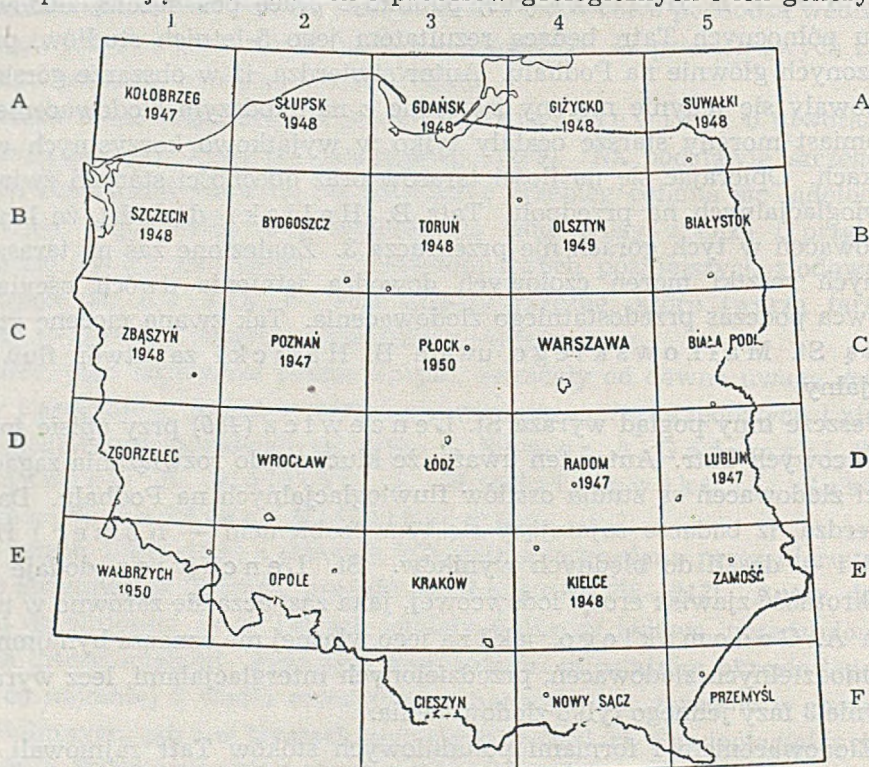 1 2 3 4 5
A KOŁOBRZEG SŁUPSK GDAŃSK GIŻYCKO SUWAŁKI A
1947 1948 1948 1948 1948
B SZCZECIN BYDGOSZCZ TORUŃ OLSZTYN BIAŁYSTOK B
1948 1948 1949
C ZBĄSZYŃ POZNAŃ PŁOCK WARSZAWA BIAŁA PODL. C
1948 1947 1950
D ZGORZELEC WROCŁAW ŁÓDŹ RADOM LUBLIN D
1947 1947
E WAŁBRZYCH OPOLE KRAKÓW KIELCE ZAMOŚĆ E
1950 1948
CIESZYN NOWY SĄCZ PRZEMYŚL F